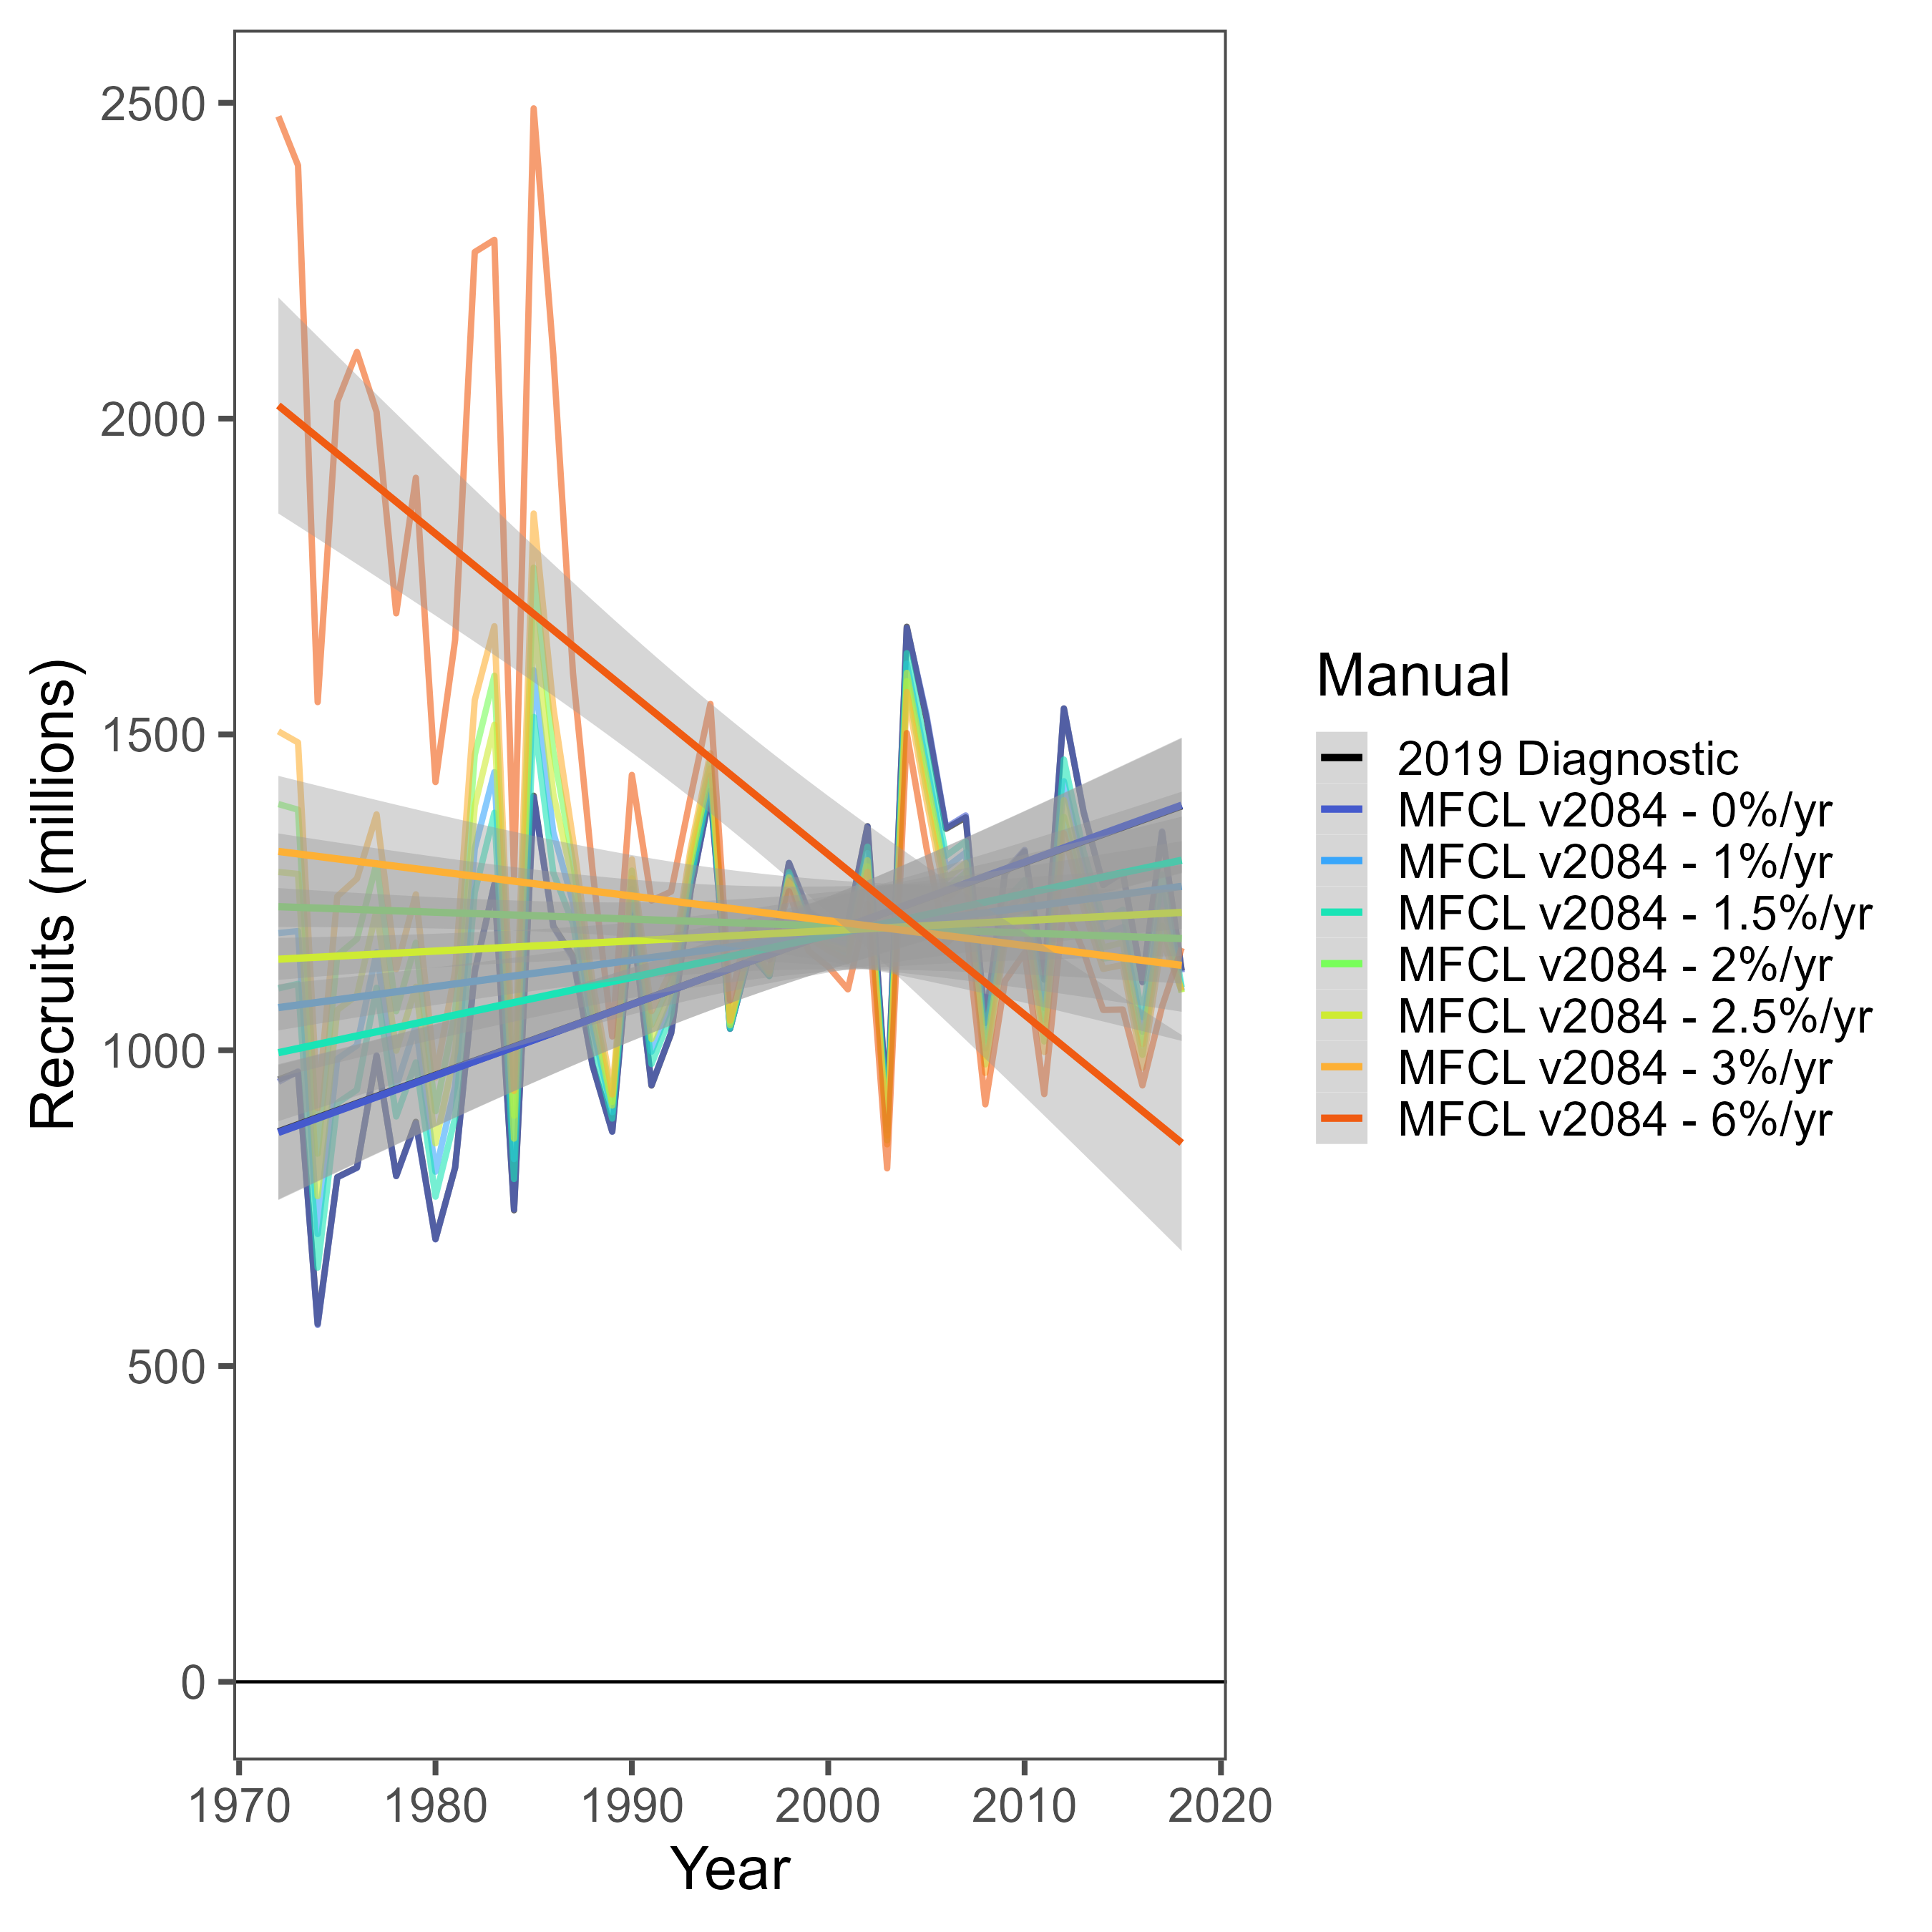 Recruits (millions)
2500
2000
1500
1000
500
0
1970 1980 1990 2000 2010 2020
Year
Manual
2019 Diagnostic
MFCL v2084 - 0%/yr
MFCL v2084 - 1%/yr
MFCL v2084 - 1.5%/yr
MFCL v2084 - 2%/yr
MFCL v2084 - 2.5%/yr
MFCL v2084 - 3%/yr
MFCL v2084 - 6%/yr